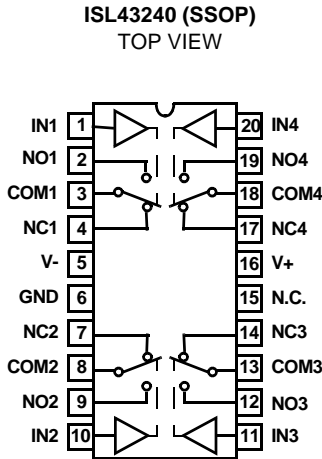 ISL43240 (SSOP)
TOP VIEW
IN1 1 20 IN4
NO1 2 19 NO4
COM1 3 18 COM4
NC1 4 17 NC4
V- 5 16 V+
GND 6 15 N.C.
NC2 7 14 NC3
COM2 8 13 COM3
NO2 9 12 NO3
IN2 10 11 IN3